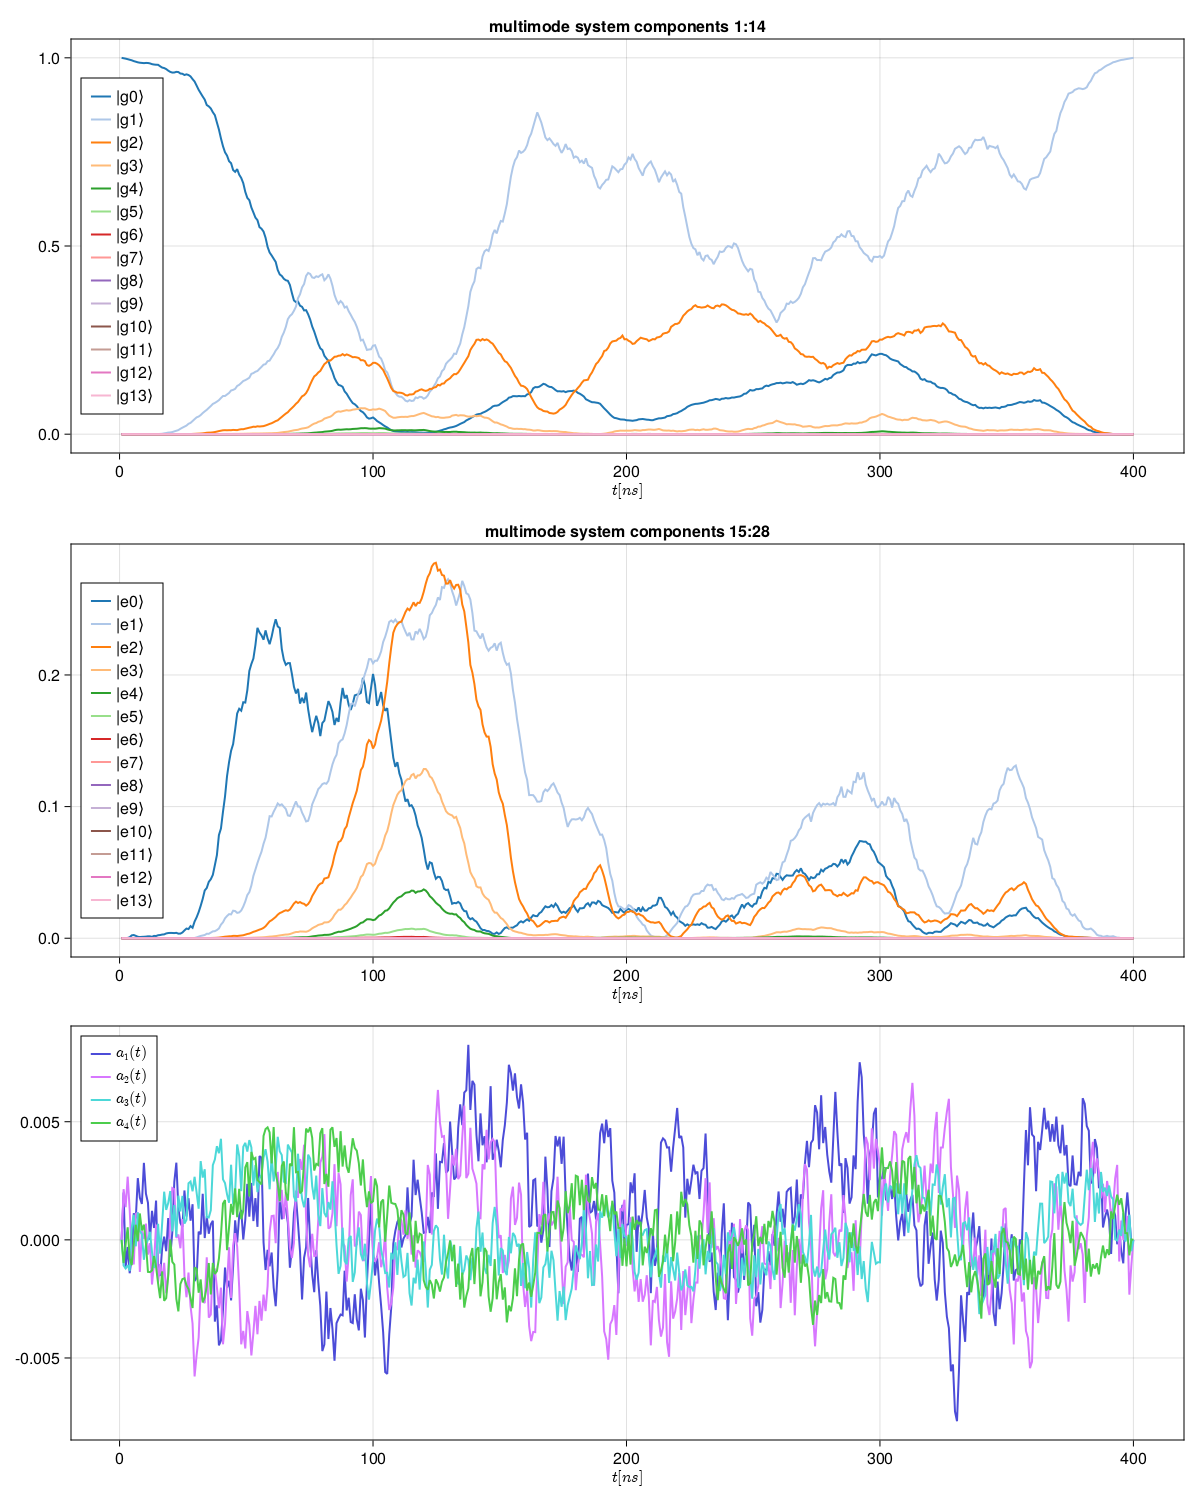 multimode system components 1:14
1.0
0.5
0.0
|g0⟩
|g1⟩
|g2⟩
|g3⟩
|g4⟩
|g5⟩
|g6⟩
|g7⟩
|g8⟩
|g9⟩
|g10⟩
|g11⟩
|g12⟩
|g13⟩
0 100 200 300 400
t[ns]
multimode system components 15:28
0.2
0.1
0.0
|e0⟩
|e1⟩
|e2⟩
|e3⟩
|e4⟩
|e5⟩
|e6⟩
|e7⟩
|e8⟩
|e9⟩
|e10⟩
|e11⟩
|e12⟩
|e13⟩
0 100 200 300 400
t[ns]
a₁(t)
a₂(t)
a₃(t)
a₄(t)
0.005
0.000
-0.005
0 100 200 300 400
t[ns]